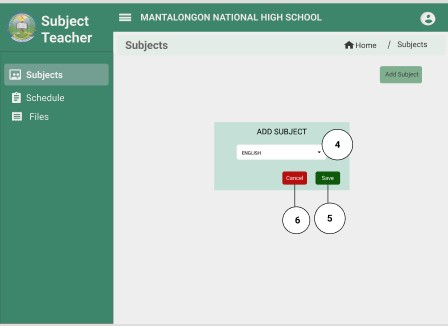 Subject
Teacher
MANTALONGON NATIONAL HIGH SCHOOL
Subjects
Home / Subjects
Subjects
Schedule
Files
Add Subject
ADD SUBJECT
ENGLISH
4
Cancel
Save
6
5